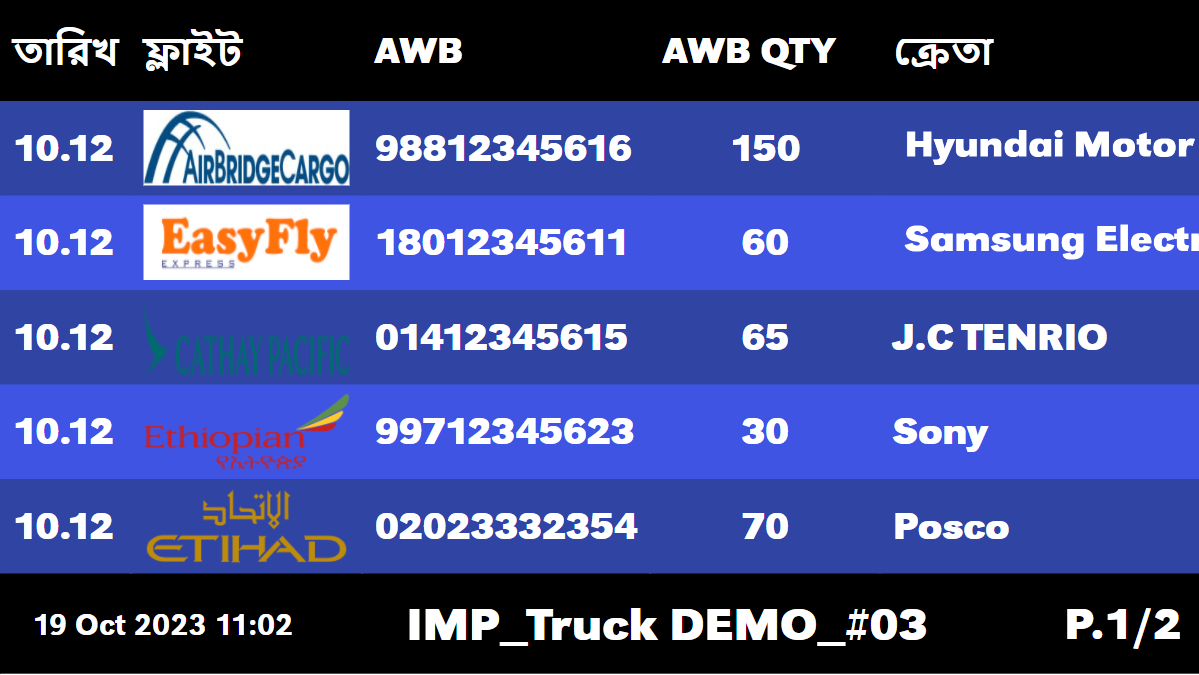 তারিখ ফ্লাইট AWB AWB QTY ক্রেতা
10.12 AIRBRIDGECARGO 98812345616 150 Hyundai Motor
10.12 EasyFly EXPRESS 18012345611 60 Samsung Electr
10.12 CATHAY PACIFIC 01412345615 65 J.C TENRIO
10.12 Ethiopian የኢትዮጵያ 99712345623 30 Sony
10.12 الإتحاد ETIHAD 02023332354 70 Posco
19 Oct 2023 11:02 IMP_Truck DEMO_#03 P.1/2